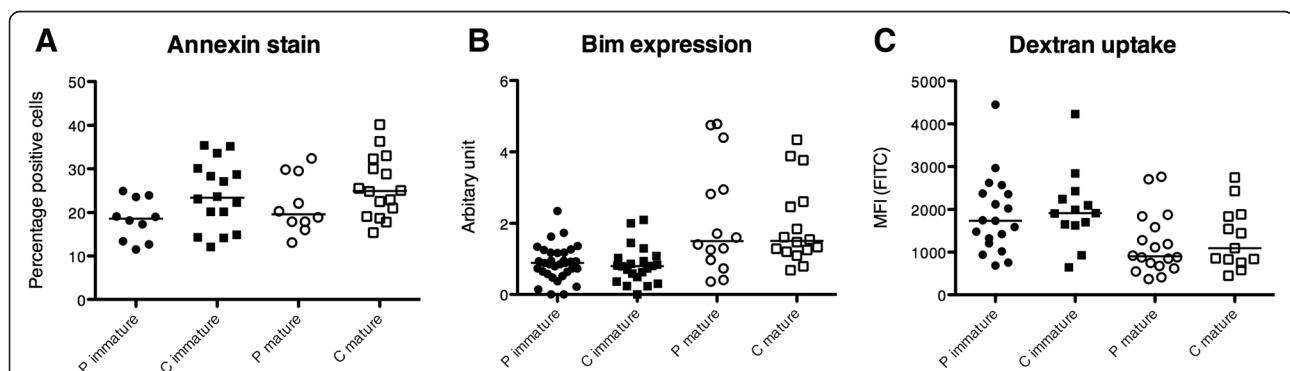 A Annexin stain
Percentage positive cells
50
40
30
20
10
0
P immature
C immature
P mature
C mature
B Bim expression
Arbitary unit
6
4
2
0
P immature
C immature
P mature
C mature
C Dextran uptake
MFI (FITC)
5000
4000
3000
2000
1000
0
P immature
C immature
P mature
C mature